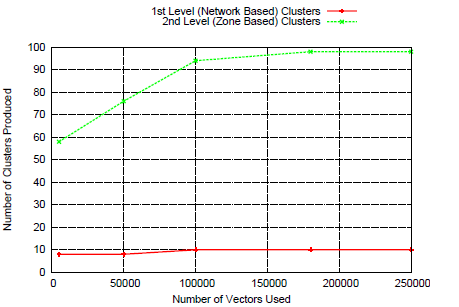 1st Level (Network Based) Clusters
2nd Level (Zone Based) Clusters
100
90
80
70
60
50
40
30
20
10
0
0 50000 100000 150000 200000 250000
Number of Clusters Produced
Number of Vectors Used